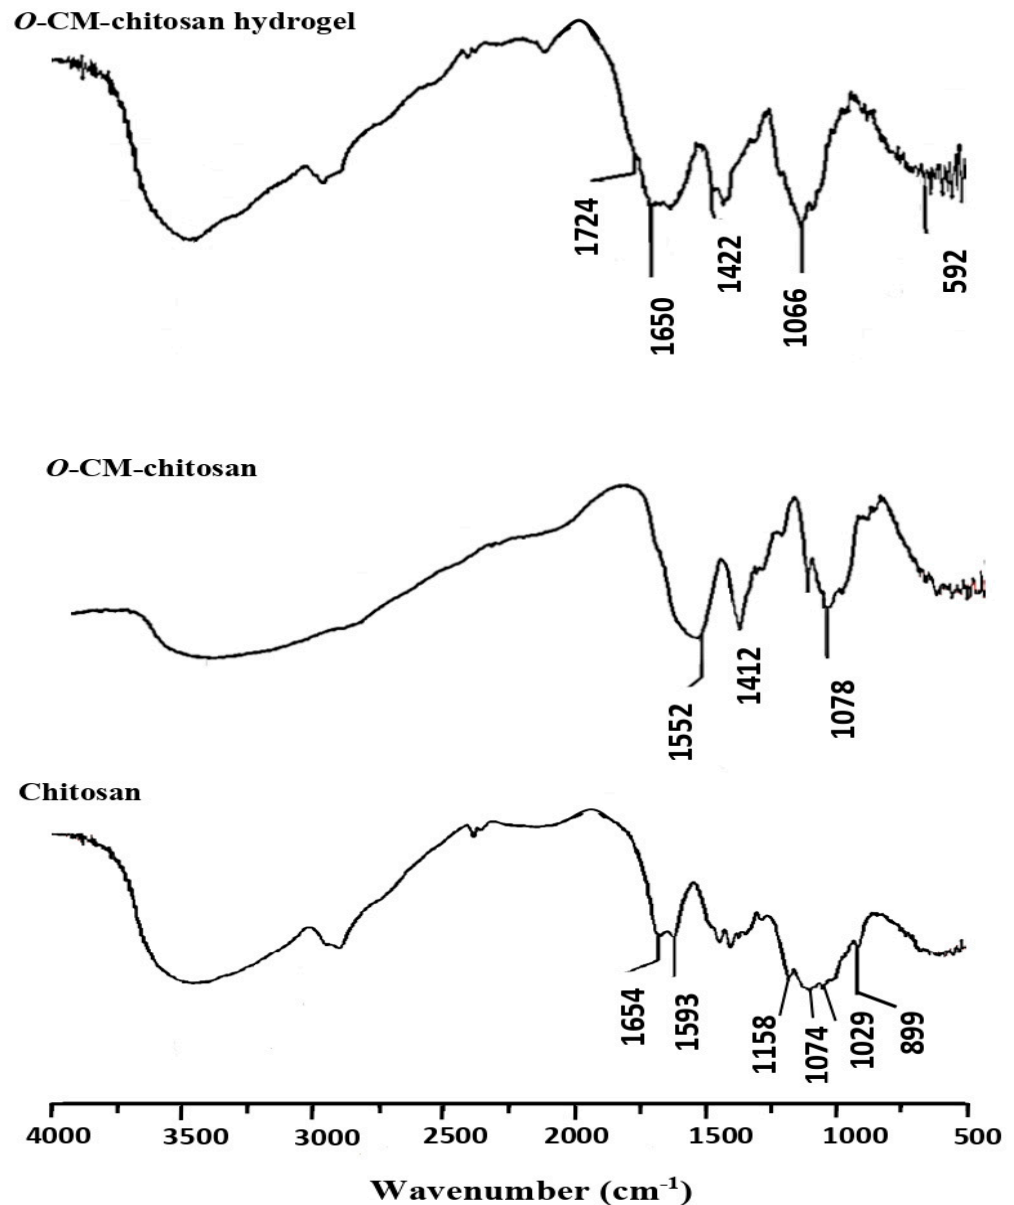 O-CM-chitosan hydrogel
1724
1650
1422
1066
592
O-CM-chitosan
1552
1412
1078
Chitosan
1654
1593
1158
1074
1029
899
4000 3500 3000 2500 2000 1500 1000 500
Wavenumber (cm⁻¹)